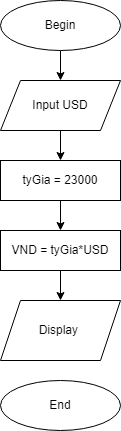 Begin
Input USD
tyGia = 23000
VND = tyGia*USD
Display
End